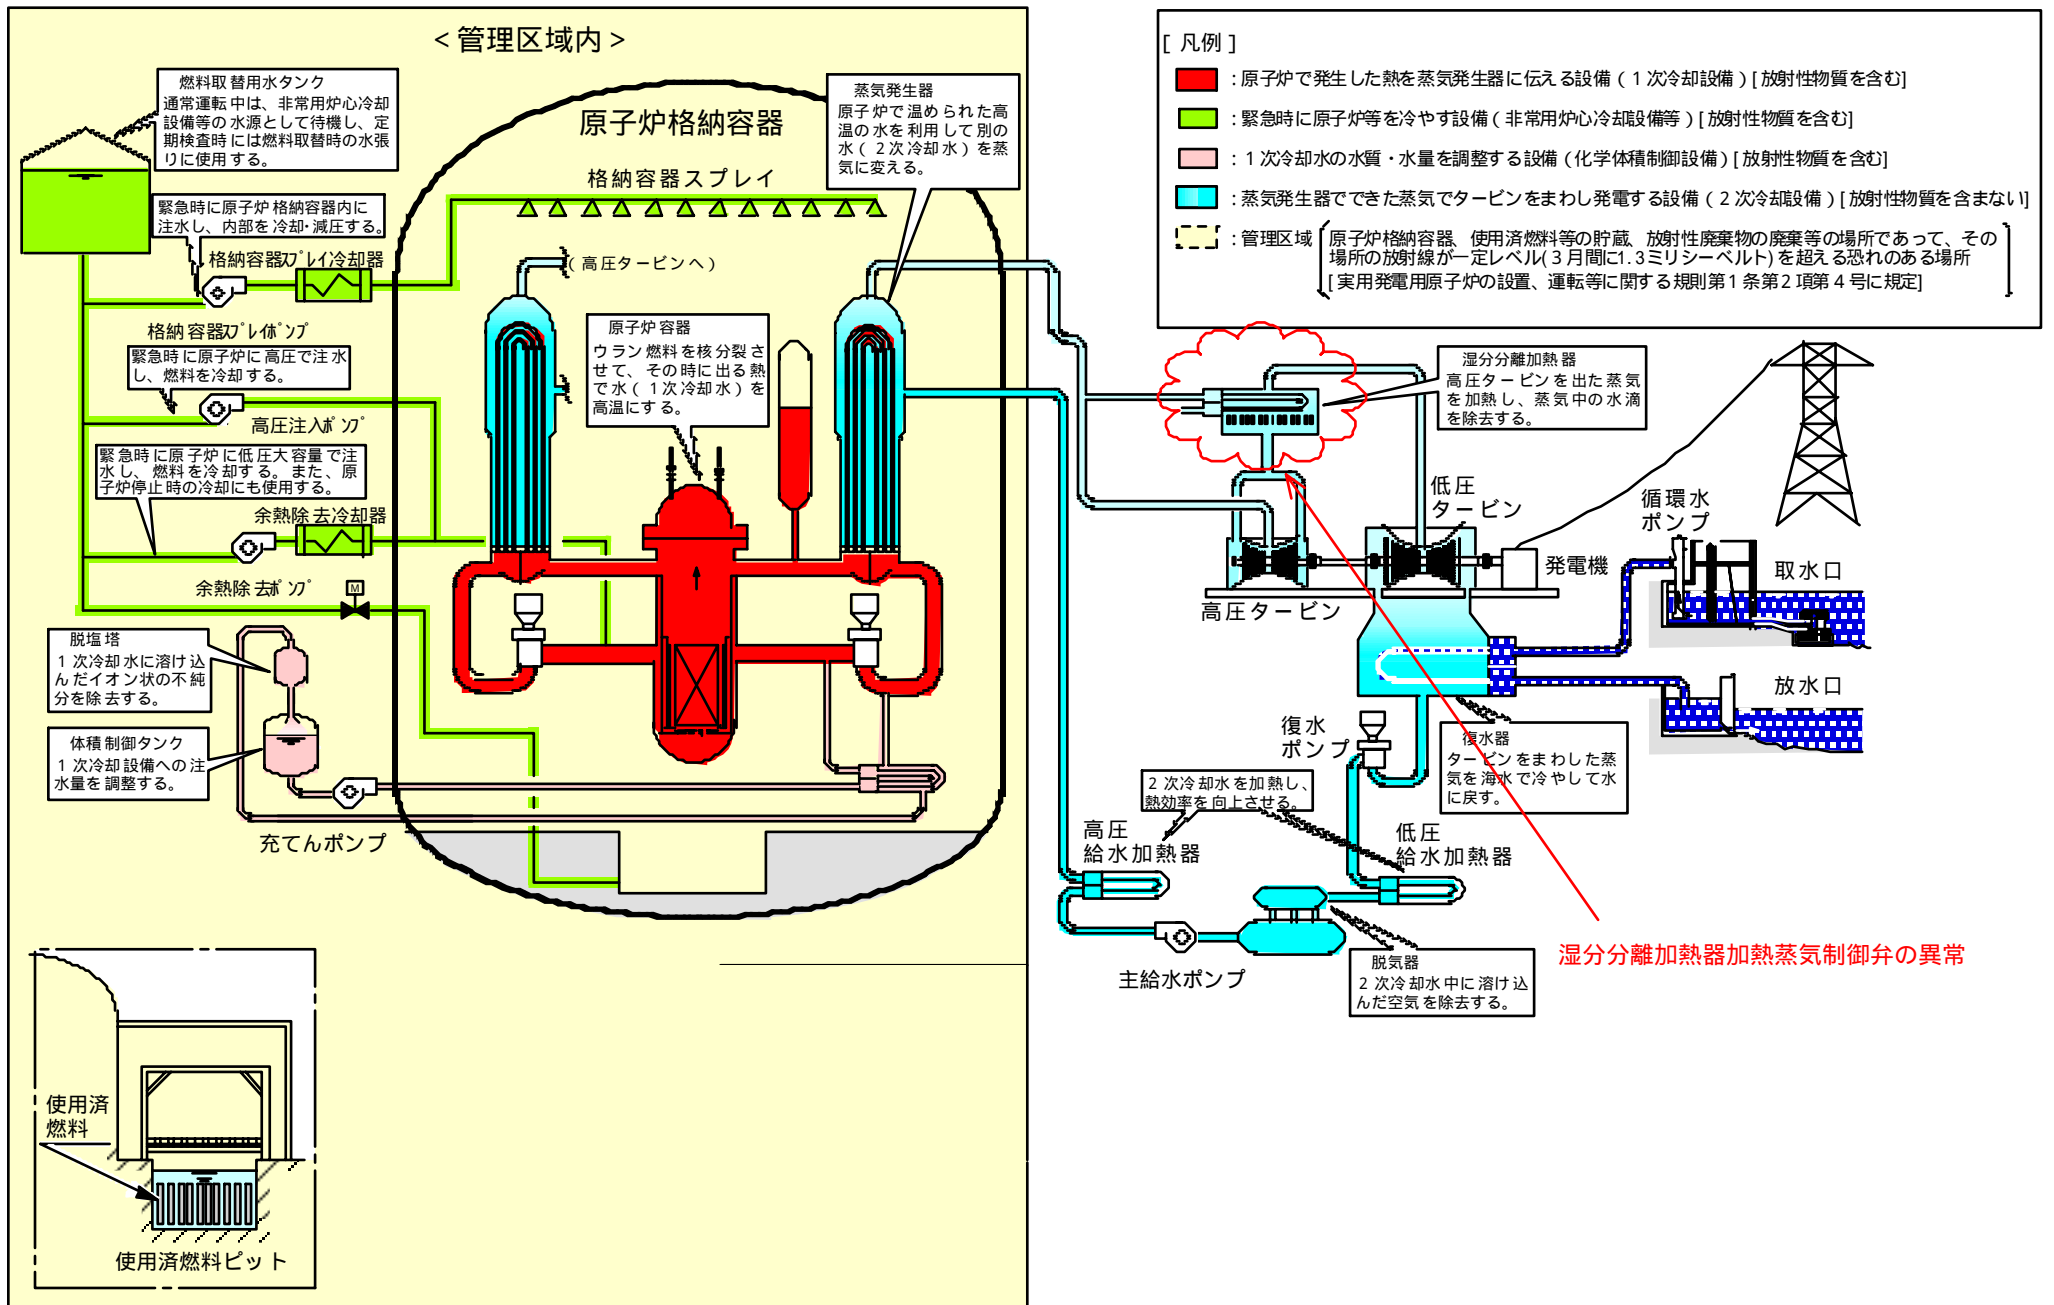 ＜管理区域内＞
燃料取替用水タンク
通常運転中は、非常用炉心冷却
設備等の水源として待機し、定
期検査時には燃料取替時の水張
りに使用する。
緊急時に原子炉格納容器内に
注水し、内部を冷却･減圧する。
格納容器ｽﾌﾟﾚｲ冷却器
格納容器ｽﾌﾟﾚｲﾎﾟﾝﾌﾟ
緊急時に原子炉に高圧で注水
し、燃料を冷却する。
高圧注入ﾎﾟﾝﾌﾟ
緊急時に原子炉に低圧大容量で注
水し、燃料を冷却する。また、原
子炉停止時の冷却にも使用する。
余熱除去冷却器
余熱除去ﾎﾟﾝﾌﾟ
M
脱塩塔
１次冷却水に溶け込
んだイオン状の不純
分を除去する。
体積制御タンク
１次冷却設備への注
水量を調整する。
充てんポンプ
原子炉格納容器
格納容器スプレイ
蒸気発生器
原子炉で温められた高
温の水を利用して別の
水（２次冷却水）を蒸
気に変える。
（高圧タービンへ）
原子炉容器
ウラン燃料を核分裂さ
せて、その時に出る熱
で水（１次冷却水）を
高温にする。
使用済
燃料
使用済燃料ピット
[ 凡例 ]
：原子炉で発生した熱を蒸気発生器に伝える設備（１次冷却設備）[放射性物質を含む]
：緊急時に原子炉等を冷やす設備（非常用炉心冷却設備等）[放射性物質を含む]
：１次冷却水の水質・水量を調整する設備（化学体積制御設備）[放射性物質を含む]
：蒸気発生器でできた蒸気でタービンをまわし発電する設備（２次冷却設備）[放射性物質を含まない]
：管理区域
原子炉格納容器、使用済燃料等の貯蔵、放射性廃棄物の廃棄等の場所であって、その
場所の放射線が一定レベル(３月間に1.3ミリシーベルト)を超える恐れのある場所
[実用発電用原子炉の設置、運転等に関する規則第１条第２項第４号に規定]
湿分分離加熱器
高圧タービンを出た蒸気
を加熱し、蒸気中の水滴
を除去する。
低圧
タービン
高圧タービン
発電機
循環水
ポンプ
取水口
放水口
復水
ポンプ
復水器
タービンをまわした蒸
気を海水で冷やして水
に戻す。
２次冷却水を加熱し、
熱効率を向上させる。
高圧
給水加熱器
低圧
給水加熱器
主給水ポンプ
脱気器
２次冷却水中に溶け込
んだ空気を除去する。
湿分分離加熱器加熱蒸気制御弁の異常